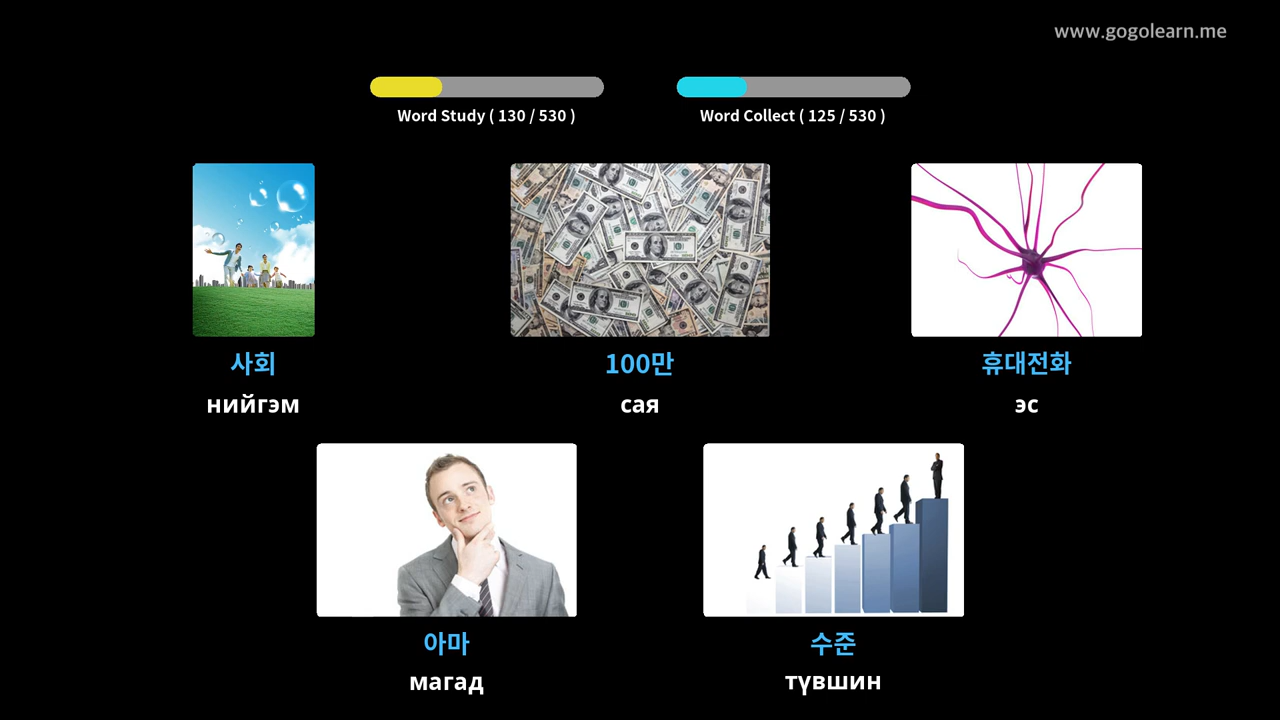 www.gogolearn.me
Word Study ( 130 / 530 )
Word Collect ( 125 / 530 )
사회
нийгэм
100만
сая
휴대전화
эс
아마
магад
수준
түвшин